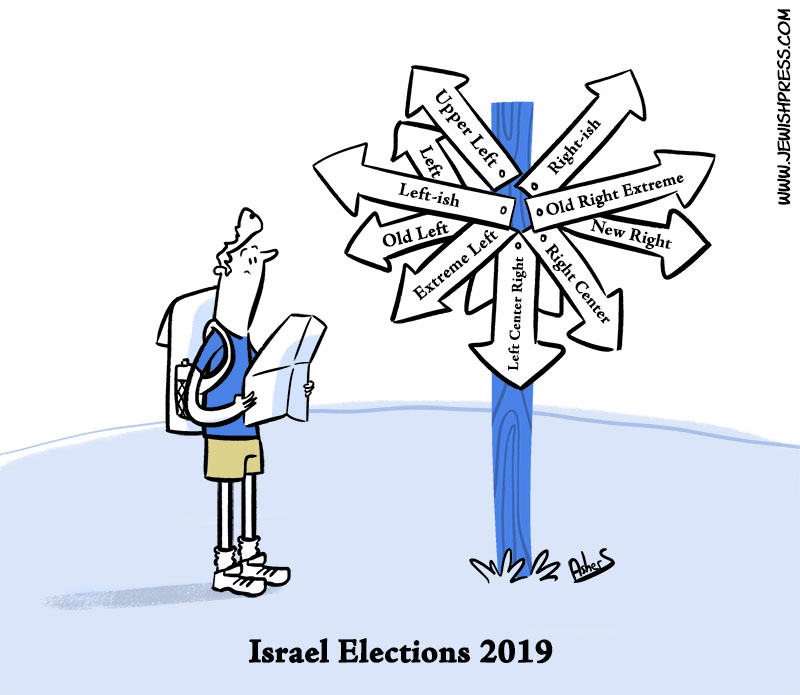 WWW.JEWISHPRESS.COM
Upper Left
Right-ish
Left
Left-ish
Old Right Extreme
Old Left
New Right
Extreme Left
Right Center
Left Center Right
AsherS
Israel Elections 2019